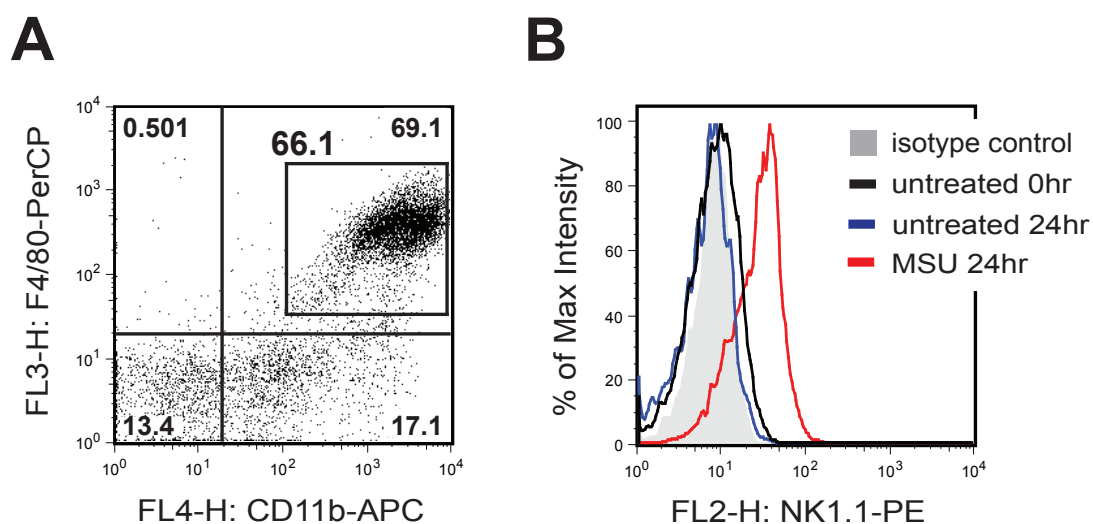 A
B
FL3-H: F4/80-PerCP
10^4
10^3
10^2
10^1
10^0
0.501
66.1
69.1
13.4
17.1
10^0 10^1 10^2 10^3 10^4
FL4-H: CD11b-APC
% of Max Intensity
100
80
60
40
20
0
isotype control
untreated 0hr
untreated 24hr
MSU 24hr
10^0 10^1 10^2 10^3 10^4
FL2-H: NK1.1-PE